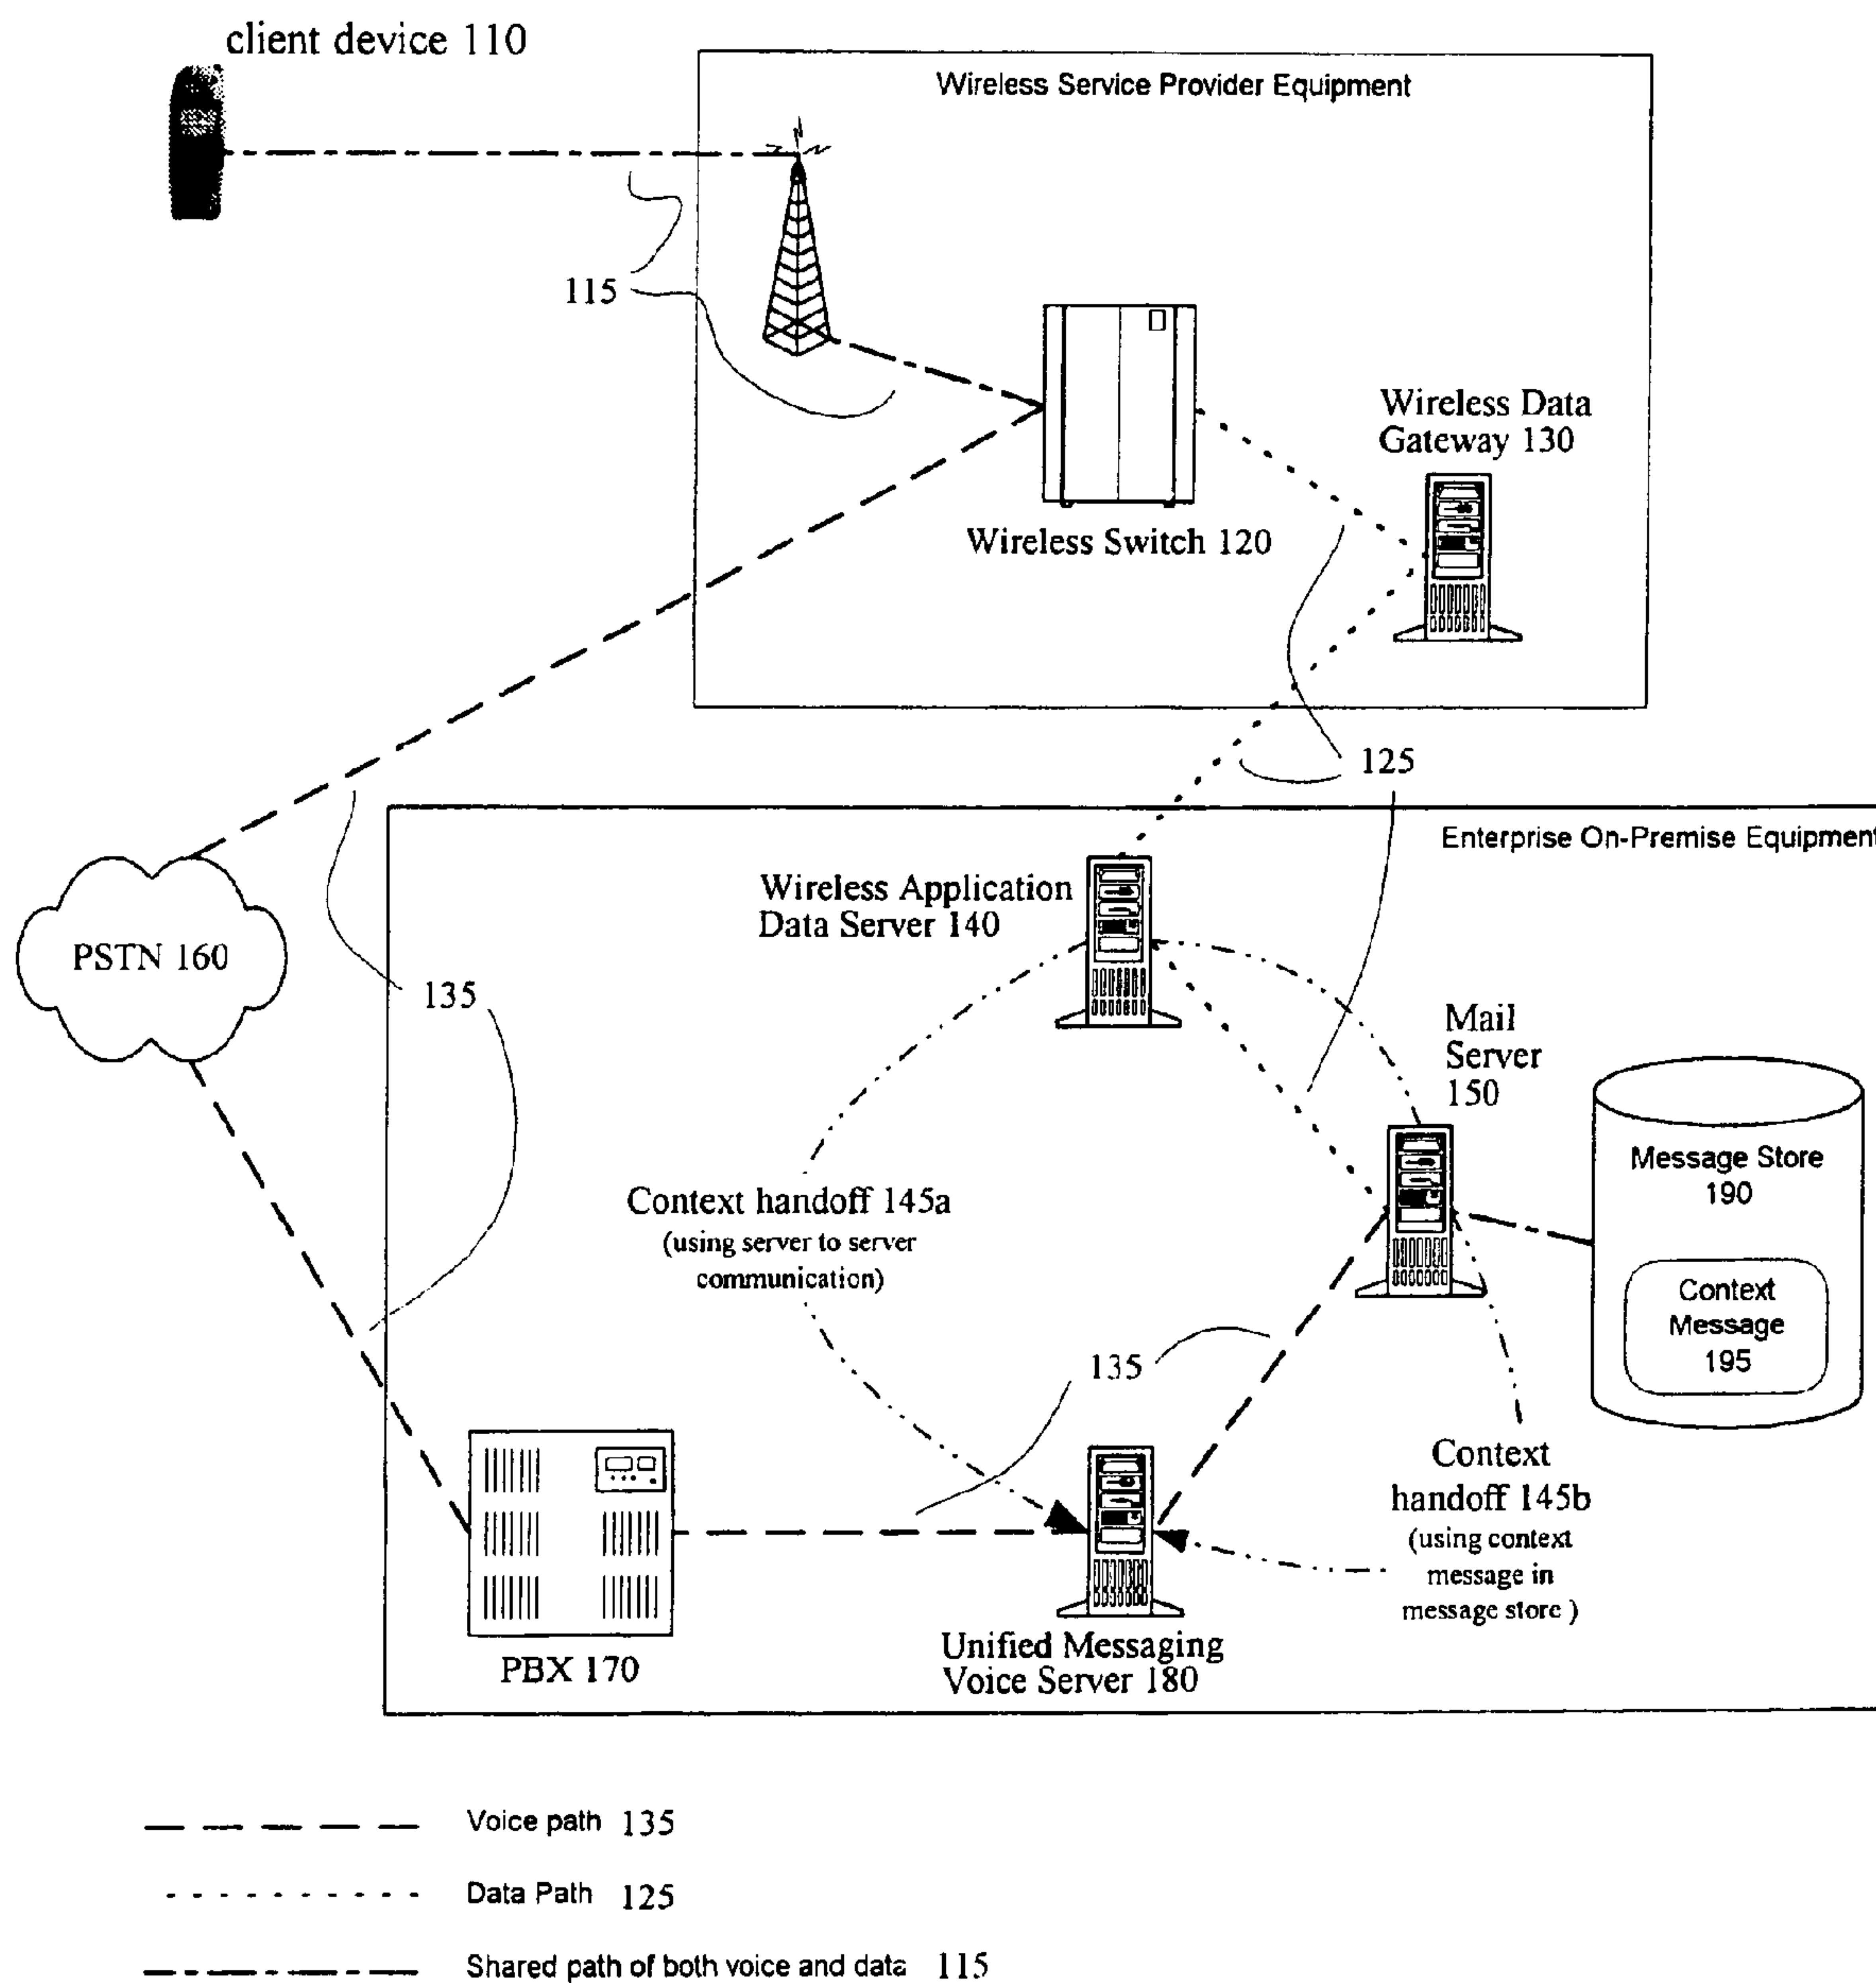 client device 110
Wireless Service Provider Equipment
115
Wireless Data
Gateway 130
Wireless Switch 120
125
Enterprise On-Premise Equipment
Wireless Application
Data Server 140
PSTN 160
135
Mail
Server
150
Message Store
190
Context handoff 145a
(using server to server
communication)
Context
Message
195
135
Context
handoff 145b
(using context
message in
message store )
Unified Messaging
Voice Server 180
PBX 170
Voice path 135
Data Path 125
Shared path of both voice and data 115